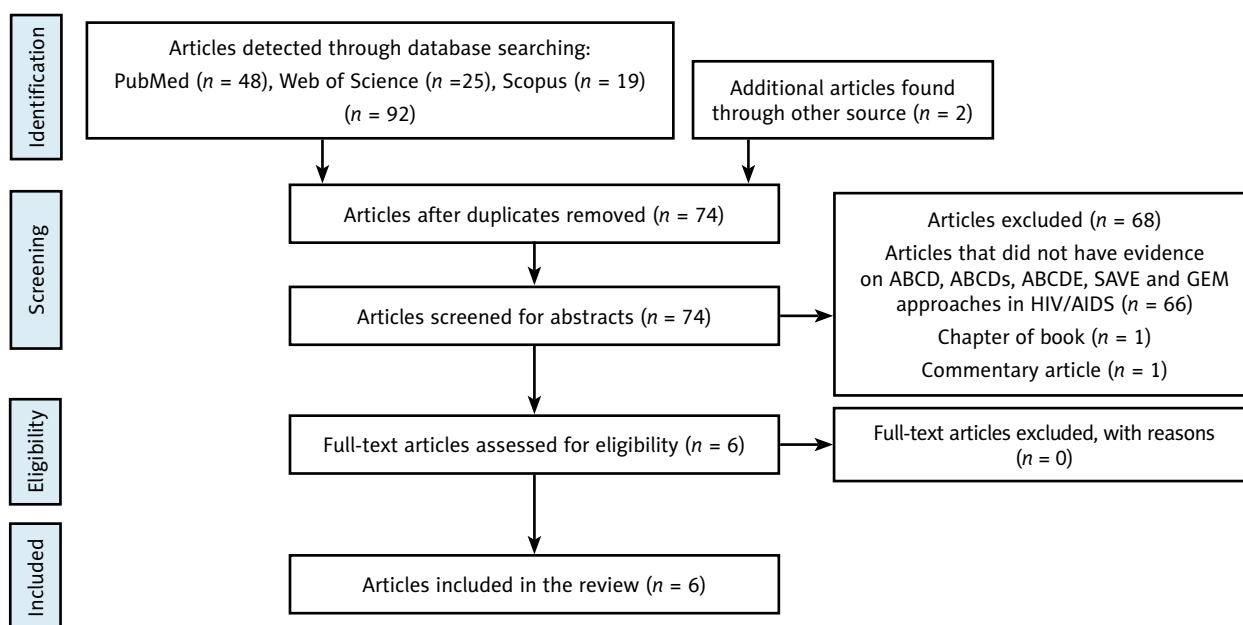 Identification
Articles detected through database searching:
PubMed (n = 48), Web of Science (n =25), Scopus (n = 19)
(n = 92)
Additional articles found
through other source (n = 2)
Screening
Articles after duplicates removed (n = 74)
Articles screened for abstracts (n = 74)
Articles excluded (n = 68)
Articles that did not have evidence
on ABCD, ABCDs, ABCDE, SAVE and GEM
approaches in HIV/AIDS (n = 66)
Chapter of book (n = 1)
Commentary article (n = 1)
Eligibility
Full-text articles assessed for eligibility (n = 6)
Full-text articles excluded, with reasons
(n = 0)
Included
Articles included in the review (n = 6)